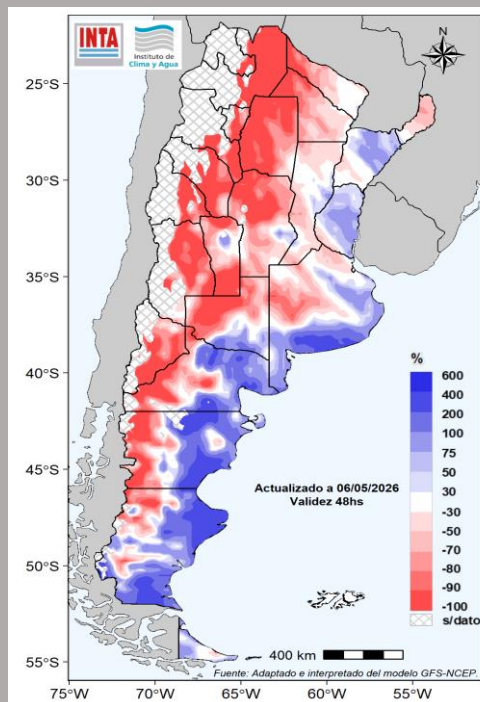 INTA
Instituto de
Clima y Agua
N
25°S
30°S
35°S
40°S
45°S
50°S
55°S
%
600
400
200
100
75
50
30
-30
-50
-70
-80
-90
-100
s/dato
Actualizado a 06/05/2026
Validez 48hs
400 km
Fuente: Adaptado e interpretado del modelo GFS-NCEP.
75°W
70°W
65°W
60°W
55°W